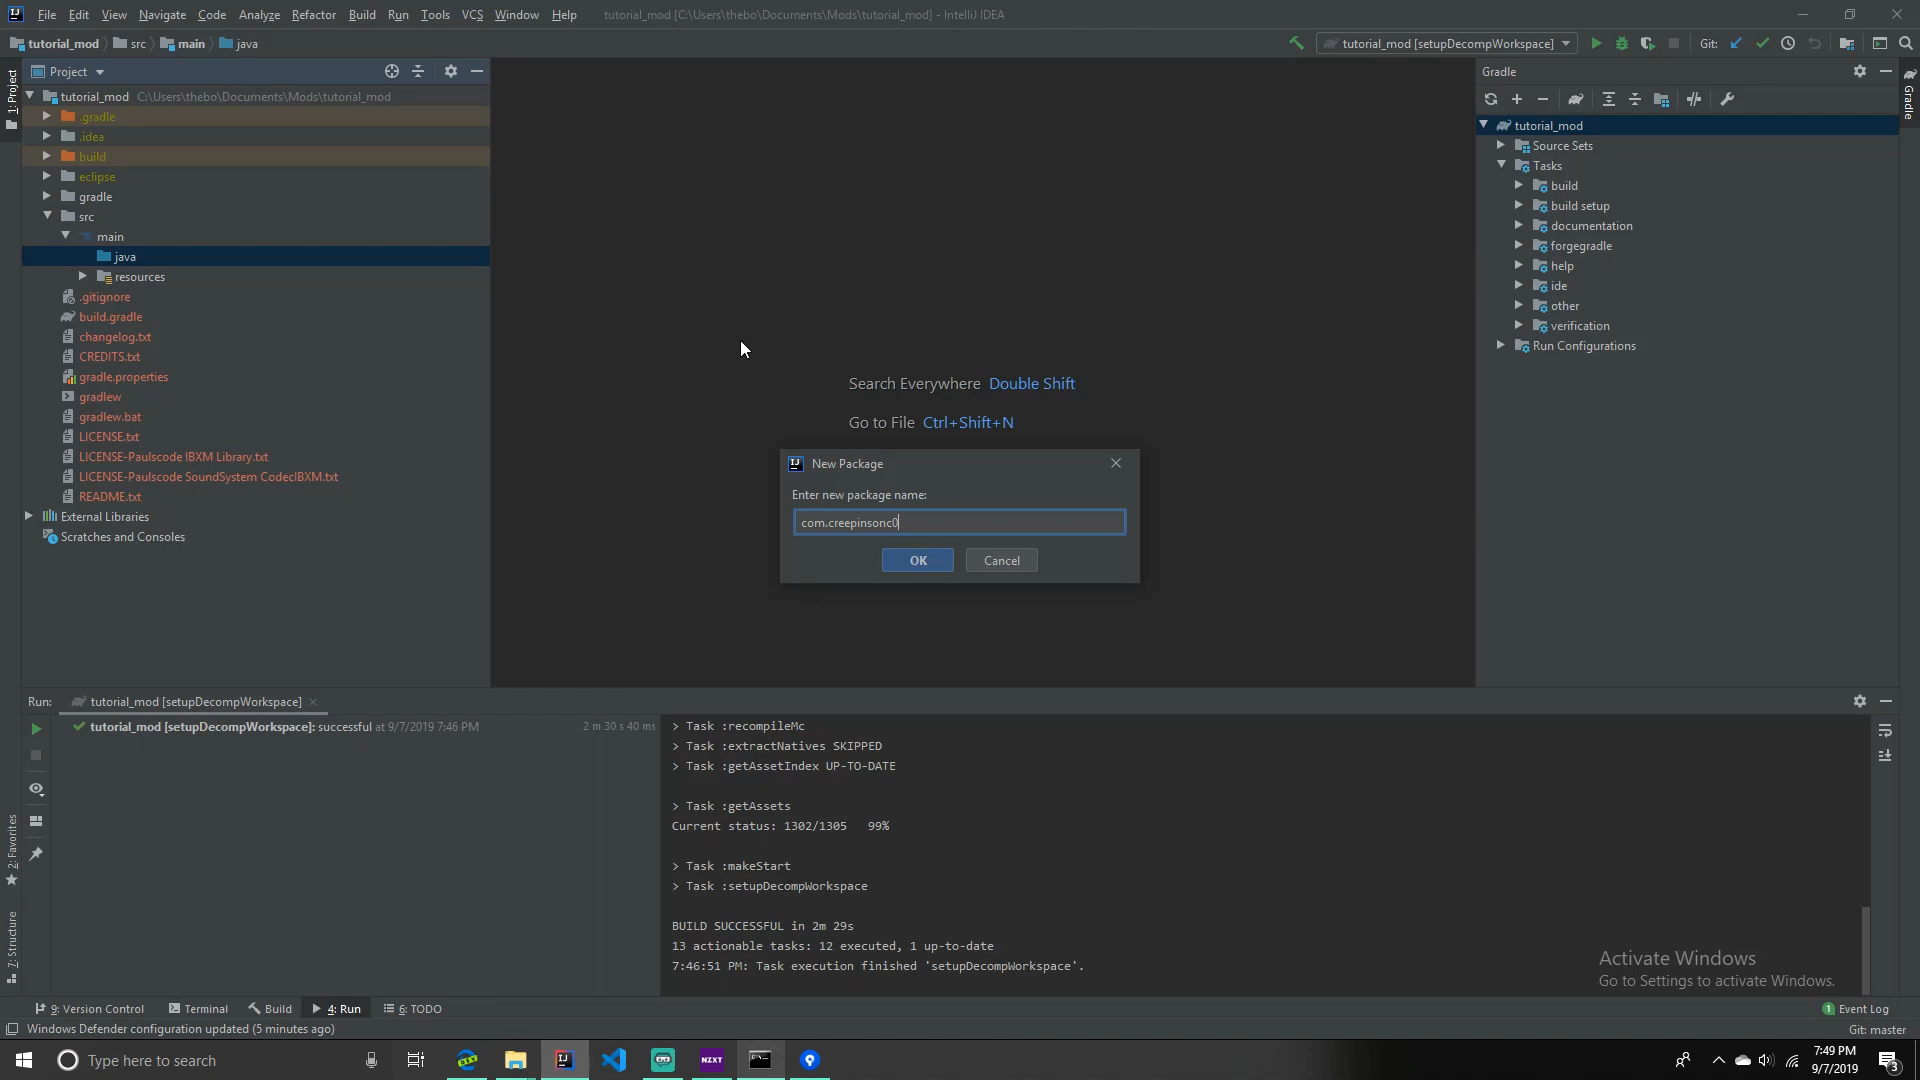 File Edit View Navigate Code Analyze Refactor Build Run Tools VCS Window Help tutorial_mod [C:\Users\thebo\Documents\Mods\tutorial_mod] - IntelliJ IDEA
tutorial_mod src main java
tutorial_mod [setupDecompWorkspace] Git:
1: Project
Project
tutorial_mod C:\Users\thebo\Documents\Mods\tutorial_mod
.gradle
.idea
build
eclipse
gradle
src
main
java
resources
.gitignore
build.gradle
changelog.txt
CREDITS.txt
gradle.properties
gradlew
gradlew.bat
LICENSE.txt
LICENSE-Paulscode IBXM Library.txt
LICENSE-Paulscode SoundSystem CodecIBXM.txt
README.txt
External Libraries
Scratches and Consoles
Search Everywhere Double Shift
Go to File Ctrl+Shift+N
New Package
Enter new package name:
com.creepinsonc0
OK Cancel
Gradle
Gradle
tutorial_mod
Source Sets
Tasks
build
build setup
documentation
forgegradle
help
ide
other
verification
Run Configurations
Run: tutorial_mod [setupDecompWorkspace]
tutorial_mod [setupDecompWorkspace]: successful at 9/7/2019 7:46 PM 2 m 30 s 40 ms
> Task :recompileMc
> Task :extractNatives SKIPPED
> Task :getAssetIndex UP-TO-DATE
> Task :getAssets
Current status: 1302/1305 99%
> Task :makeStart
> Task :setupDecompWorkspace
BUILD SUCCESSFUL in 2m 29s
13 actionable tasks: 12 executed, 1 up-to-date
7:46:51 PM: Task execution finished 'setupDecompWorkspace'.
Activate Windows
Go to Settings to activate Windows.
2: Favorites
7: Structure
9: Version Control Terminal Build 4: Run 6: TODO
1 Event Log
Windows Defender configuration updated (5 minutes ago)
Git: master
Type here to search
NZXT
7:49 PM
9/7/2019
3